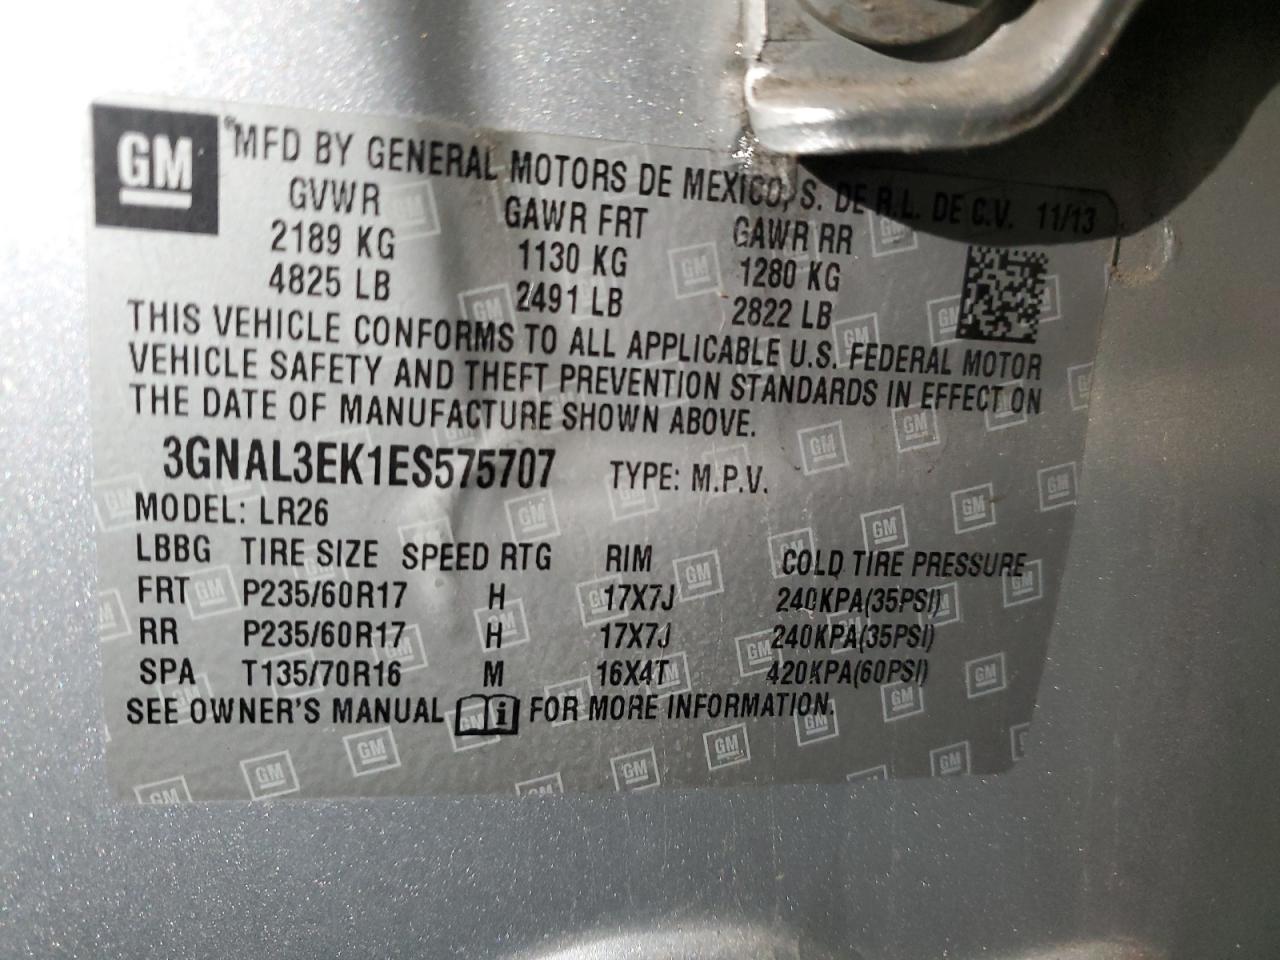 GM ® MFD BY GENERAL MOTORS DE MEXICO, S. DE R.L. DE C.V. 11/13
GVWR GAWR FRT GAWR RR
2189 KG 1130 KG 1280 KG
4825 LB 2491 LB 2822 LB
THIS VEHICLE CONFORMS TO ALL APPLICABLE U.S. FEDERAL MOTOR
VEHICLE SAFETY AND THEFT PREVENTION STANDARDS IN EFFECT ON
THE DATE OF MANUFACTURE SHOWN ABOVE.
3GNAL3EK1ES575707 TYPE: M.P.V.
MODEL: LR26
LBBG TIRE SIZE SPEED RTG RIM COLD TIRE PRESSURE
FRT P235/60R17 H 17X7J 240KPA(35PSI)
RR P235/60R17 H 17X7J 240KPA(35PSI)
SPA T135/70R16 M 16X4T 420KPA(60PSI)
SEE OWNER'S MANUAL i FOR MORE INFORMATION.